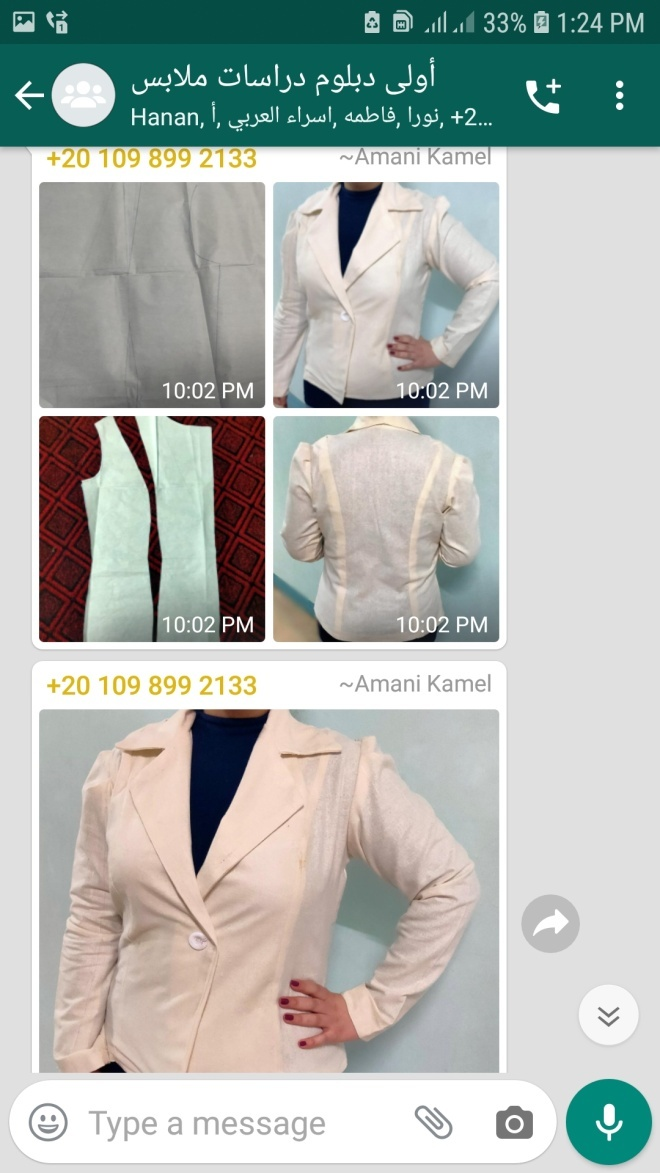 33% 1:24 PM
أولى دبلوم دراسات ملابس
Hanan, نورا, فاطمه, اسراء العربي, أ, +2...
+20 109 899 2133 ~Amani Kamel
10:02 PM 10:02 PM
10:02 PM 10:02 PM
+20 109 899 2133 ~Amani Kamel
Type a message